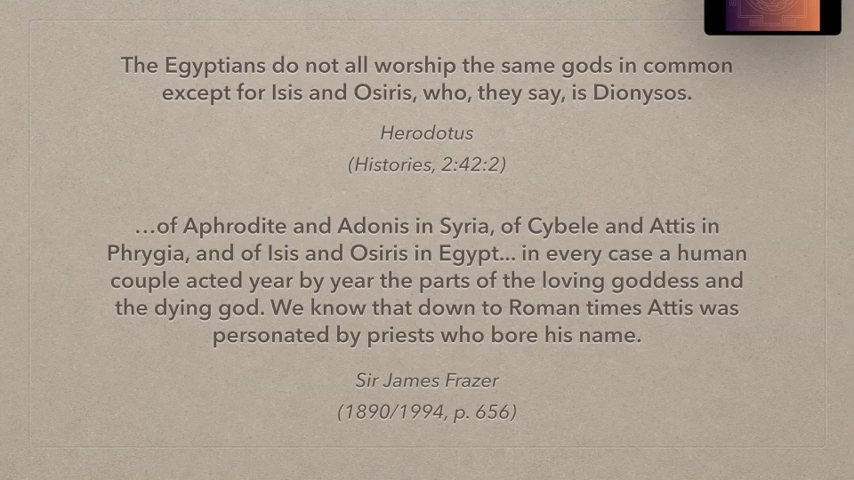 The Egyptians do not all worship the same gods in common
except for Isis and Osiris, who, they say, is Dionysos.
Herodotus
(Histories, 2:42:2)
…of Aphrodite and Adonis in Syria, of Cybele and Attis in
Phrygia, and of Isis and Osiris in Egypt... in every case a human
couple acted year by year the parts of the loving goddess and
the dying god. We know that down to Roman times Attis was
personated by priests who bore his name.
Sir James Frazer
(1890/1994, p. 656)